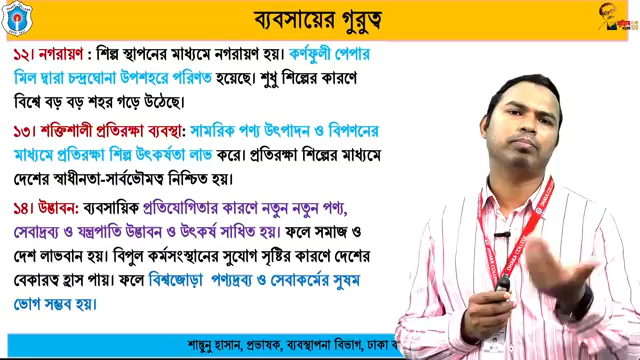 ব্যবসায়ের গুরুত্ব
১২। নগরায়ণ : শিল্প স্থাপনের মাধ্যমে নগরায়ণ হয়। কর্ণফুলী পেপার
মিল দ্বারা চন্দ্রঘোনা উপশহরে পরিণত হয়েছে। শুধু শিল্পের কারণে
বিশ্বে বড় বড় শহর গড়ে উঠেছে।
১৩। শক্তিশালী প্রতিরক্ষা ব্যবস্থা: সামরিক পণ্য উৎপাদন ও বিপণনের
মাধ্যমে প্রতিরক্ষা শিল্প উৎকর্ষতা লাভ করে। প্রতিরক্ষা শিল্পের মাধ্যমে
দেশের স্বাধীনতা-সার্বভৌমত্ব নিশ্চিত হয়।
১৪। উদ্ভাবন: ব্যবসায়িক প্রতিযোগিতার কারণে নতুন নতুন পণ্য,
সেবাদ্রব্য ও যন্ত্রপাতি উদ্ভাবন ও উৎকর্ষ সাধিত হয়। ফলে সমাজ ও
দেশ লাভবান হয়। বিপুল কর্মসংস্থানের সুযোগ সৃষ্টির কারণে দেশের
বেকারত্ব হ্রাস পায়। ফলে বিশ্বজোড়া পণ্যদ্রব্য ও সেবাকর্মের সুষম
ভোগ সম্ভব হয়।
শান্তুনু হাসান, প্রভাষক, ব্যবস্থাপনা বিভাগ, ঢাকা